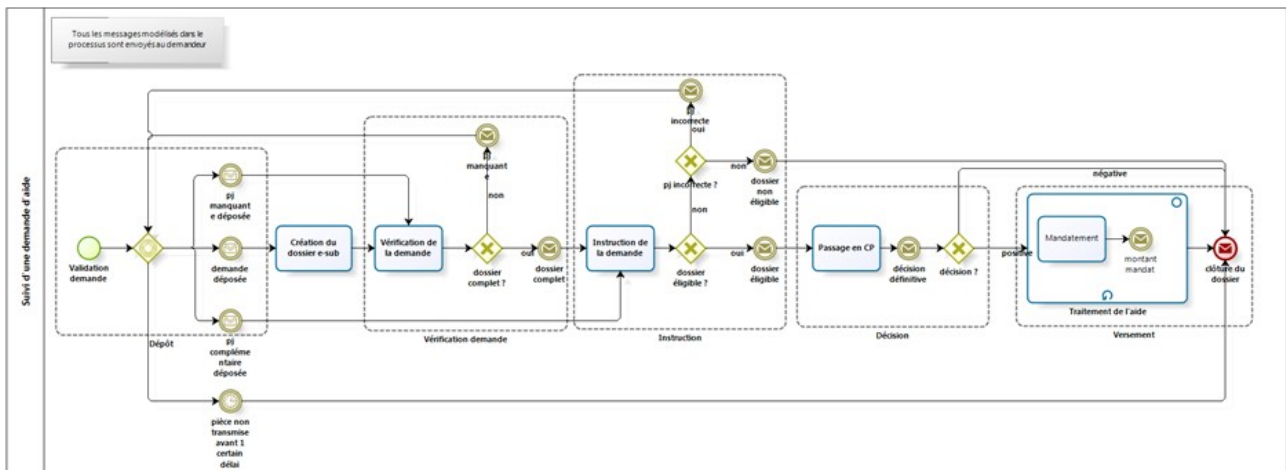 Suivi d'une demande d'aide
Tous les messages modélisés dans le
processus sont envoyés au demandeur
Validation
demande
pj
manquant
e déposée
demande
déposée
pj
compléme
ntaire
déposée
pièce non
transmise
avant 1
certain
délai
Dépôt
Création du
dossier e-sub
Vérification de
la demande
pj
manquant
e
non
dossier
complet ?
oui
dossier
complet
Vérification demande
Instruction de
la demande
pj
incorrecte
oui
pj incorrecte ?
non
dossier
non
éligible
non
dossier
éligible ?
oui
dossier
éligible
Instruction
Passage en CP
décision
définitive
décision ?
négative
positive
Décision
Mandatement
montant
mandat
Traitement de l'aide
Versement
clôture du
dossier